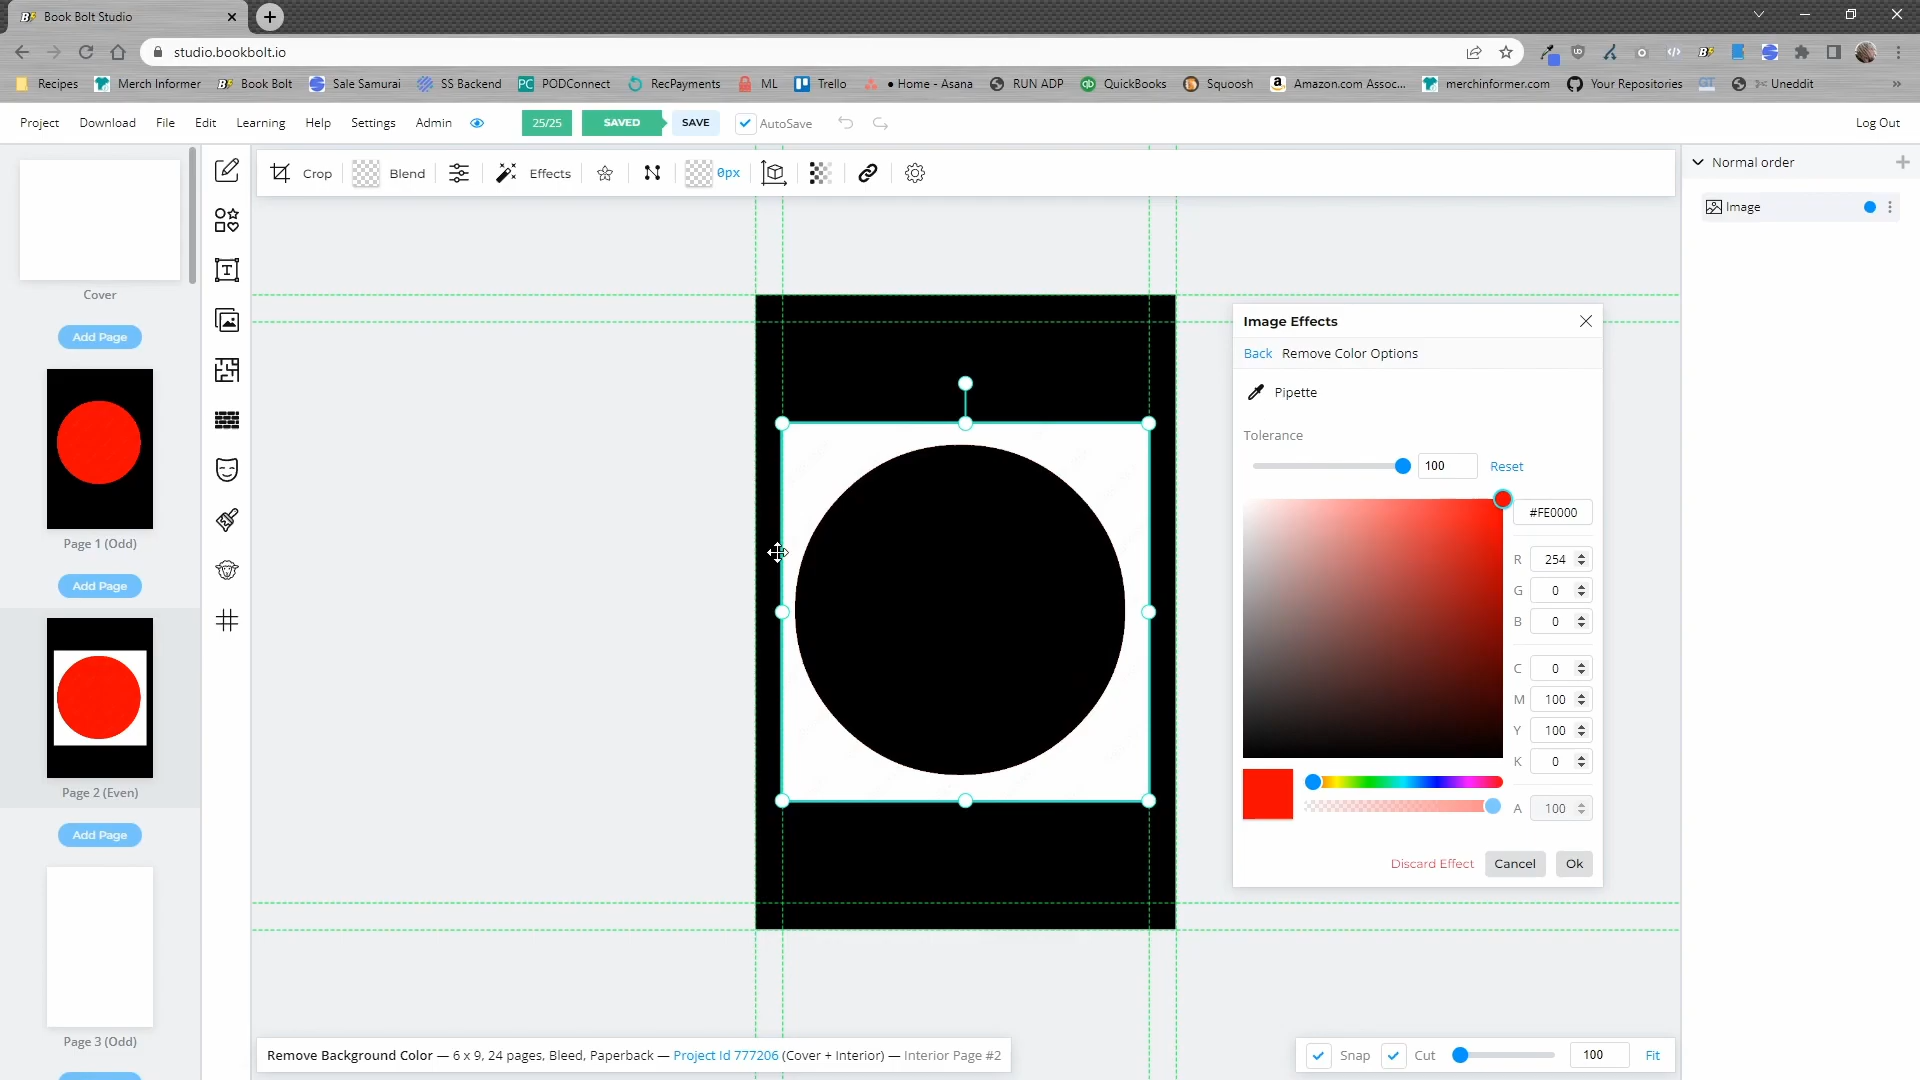 Book Bolt Studio
studio.bookbolt.io
Recipes Merch Informer Book Bolt Sale Samurai SS Backend PODConnect RecPayments ML Trello • Home - Asana RUN ADP QuickBooks Squoosh Amazon.com Assoc... merchinformer.com Your Repositories Uneddit »
Project Download File Edit Learning Help Settings Admin 25/25 SAVED SAVE AutoSave Log Out
Crop Blend Effects 0px
Normal order
Image
Cover
Add Page
Page 1 (Odd)
Add Page
Page 2 (Even)
Add Page
Page 3 (Odd)
Image Effects
Back Remove Color Options
Pipette
Tolerance
100 Reset
#FE0000
R 254
G 0
B 0
C 0
M 100
Y 100
K 0
A 100
Discard Effect Cancel Ok
Remove Background Color — 6 x 9, 24 pages, Bleed, Paperback — Project Id 777206 (Cover + Interior) — Interior Page #2
Snap Cut 100 Fit